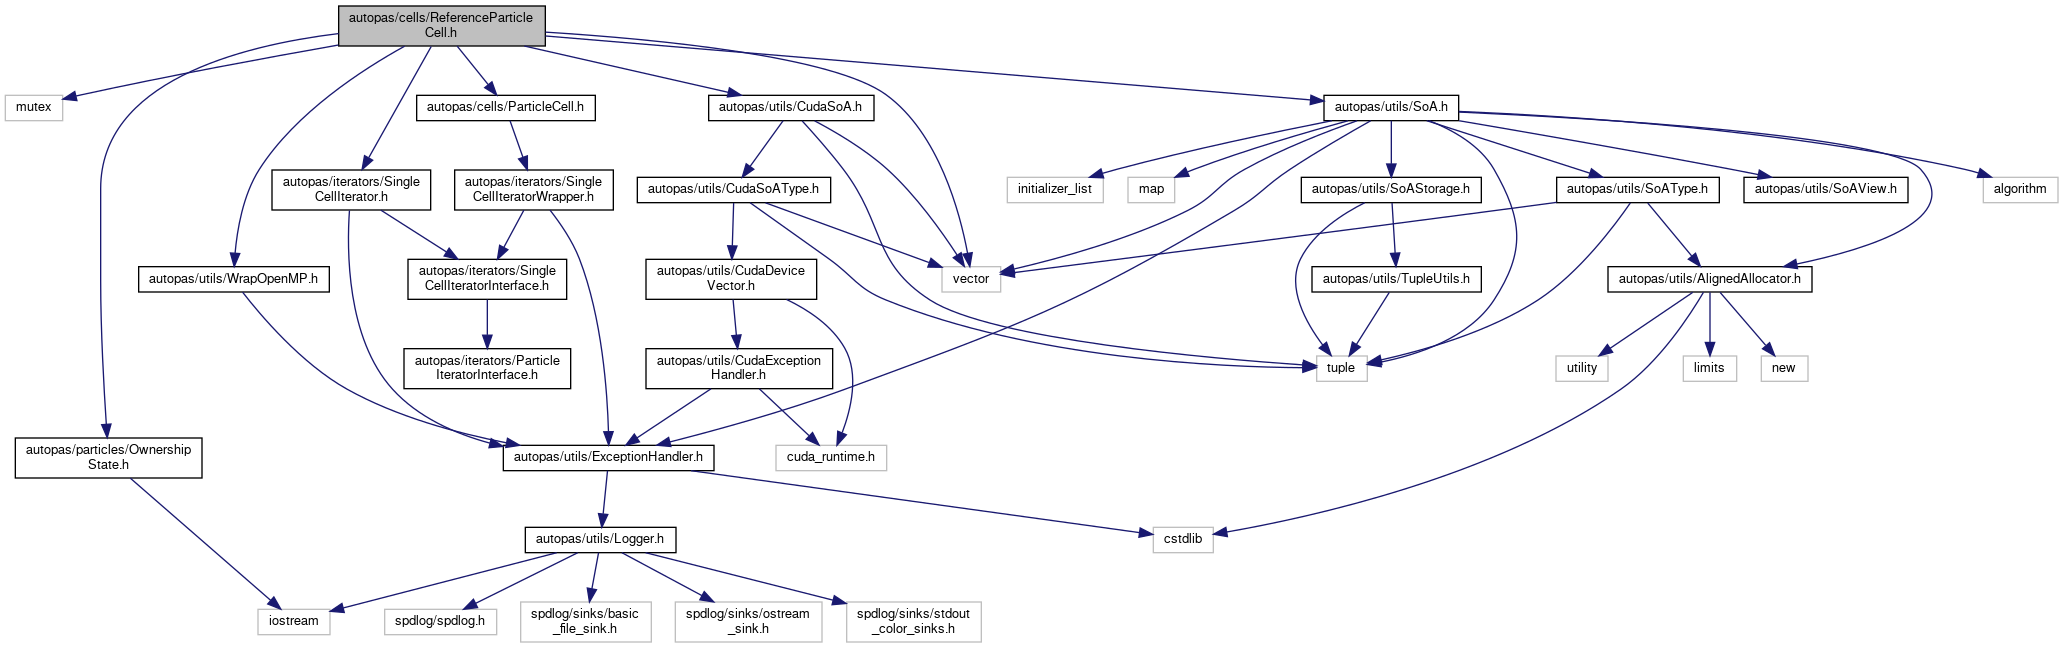 autopas/cells/ReferenceParticle
Cell.h
mutex
autopas/cells/ParticleCell.h
autopas/utils/CudaSoA.h
autopas/utils/SoA.h
autopas/iterators/Single
CellIterator.h
autopas/iterators/Single
CellIteratorWrapper.h
autopas/utils/CudaSoAType.h
initializer_list
map
autopas/utils/SoAStorage.h
autopas/utils/SoAType.h
autopas/utils/SoAView.h
algorithm
autopas/utils/WrapOpenMP.h
autopas/iterators/Single
CellIteratorInterface.h
autopas/utils/CudaDevice
Vector.h
vector
autopas/utils/TupleUtils.h
autopas/utils/AlignedAllocator.h
autopas/iterators/Particle
IteratorInterface.h
autopas/utils/CudaException
Handler.h
tuple
utility
limits
new
autopas/particles/Ownership
State.h
autopas/utils/ExceptionHandler.h
cuda_runtime.h
autopas/utils/Logger.h
cstdlib
iostream
spdlog/spdlog.h
spdlog/sinks/basic
_file_sink.h
spdlog/sinks/ostream
_sink.h
spdlog/sinks/stdout
_color_sinks.h